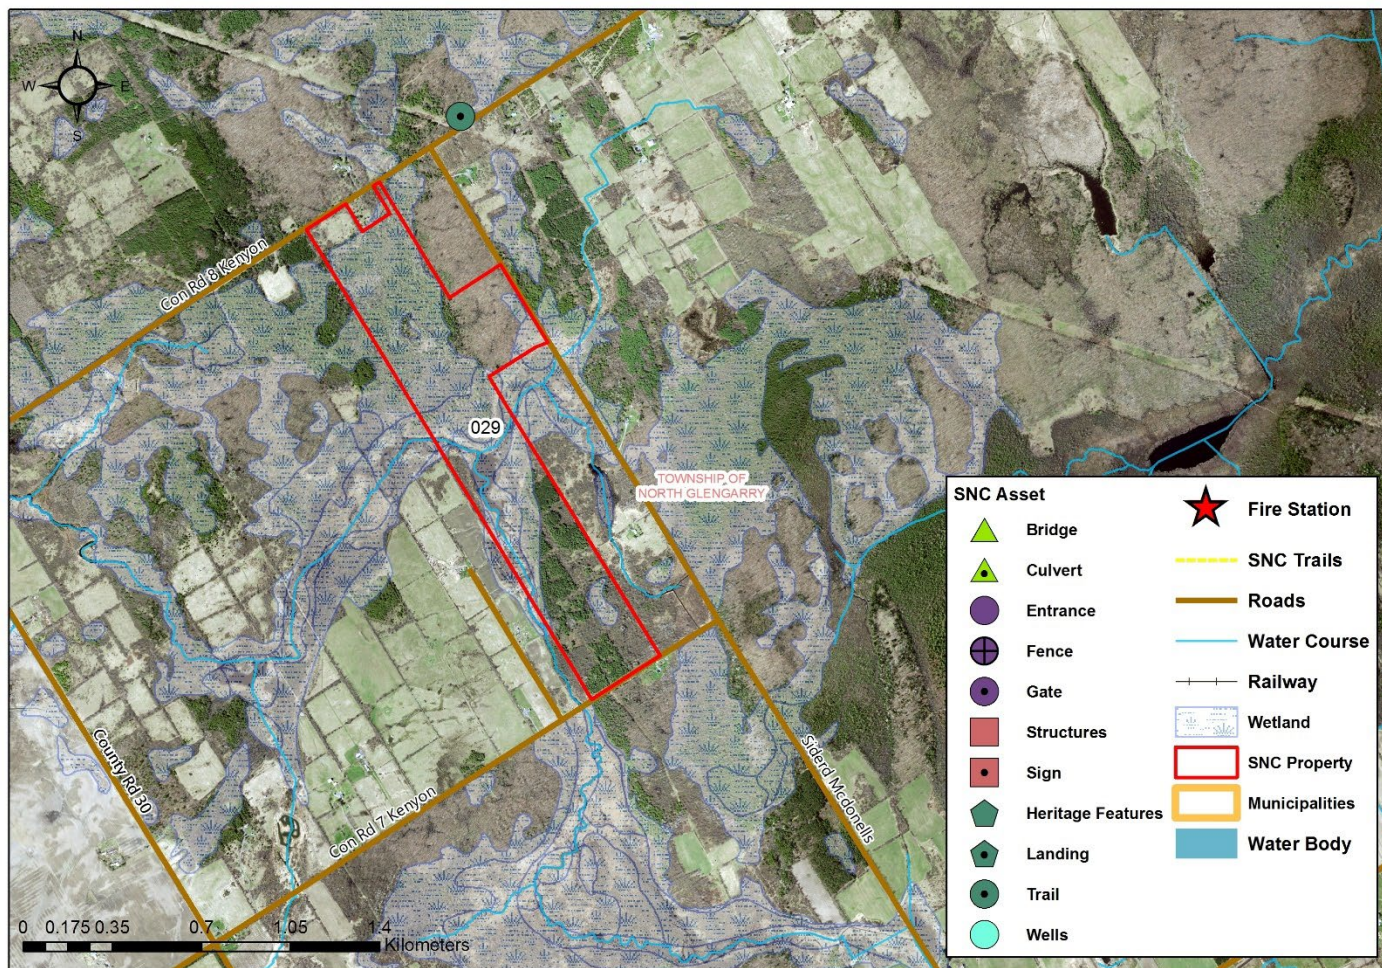 N
W E
S
Con Rd 8 Kenyon
029
TOWNSHIP OF
NORTH GLENGARRY
County Rd 30
Con Rd 7 Kenyon
Siderd Mcdonells
0 0.175 0.35 0.7 1.05 1.4
Kilometers
SNC Asset
Bridge
Culvert
Entrance
Fence
Gate
Structures
Sign
Heritage Features
Landing
Trail
Wells
Fire Station
SNC Trails
Roads
Water Course
Railway
Wetland
SNC Property
Municipalities
Water Body